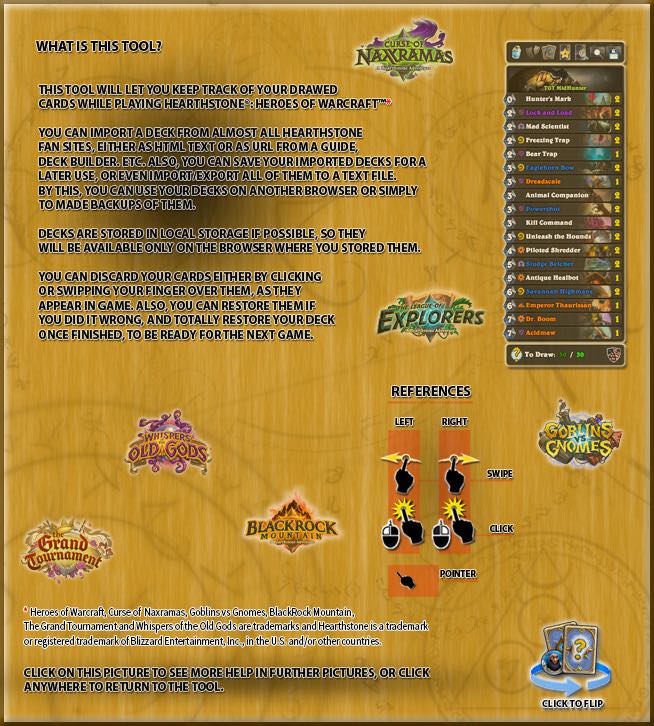 WHAT IS THIS TOOL?
CURSE OF
NAXXRAMAS
THIS TOOL WILL LET YOU KEEP TRACK OF YOUR DRAWED
CARDS WHILE PLAYING HEARTHSTONE®: HEROES OF WARCRAFT™*
YOU CAN IMPORT A DECK FROM ALMOST ALL HEARTHSTONE
FAN SITES, EITHER AS HTML TEXT OR AS URL FROM A GUIDE,
DECK BUILDER. ETC. ALSO, YOU CAN SAVE YOUR IMPORTED DECKS FOR A
LATER USE, OR EVEN IMPORT/EXPORT ALL OF THEM TO A TEXT FILE.
BY THIS, YOU CAN USE YOUR DECKS ON ANOTHER BROWSER OR SIMPLY
TO MADE BACKUPS OF THEM.
DECKS ARE STORED IN LOCAL STORAGE IF POSSIBLE, SO THEY
WILL BE AVAILABLE ONLY ON THE BROWSER WHERE YOU STORED THEM.
YOU CAN DISCARD YOUR CARDS EITHER BY CLICKING
OR SWIPPING YOUR FINGER OVER THEM, AS THEY
APPEAR IN GAME. ALSO, YOU CAN RESTORE THEM IF
YOU DID IT WRONG, AND TOTALLY RESTORE YOUR DECK
ONCE FINISHED, TO BE READY FOR THE NEXT GAME.
TGT MidHunter
0 Hunter's Mark 2
2 Lock and Load 2
2 Mad Scientist 2
2 Freezing Trap 2
2 Bear Trap 1
3 Eaglehorn Bow 2
3 Dreadscale 1
3 Animal Companion 2
3 Powershot 2
3 Kill Command 2
3 Unleash the Hounds 2
4 Piloted Shredder 2
5 Sludge Belcher 2
5 Antique Healbot 1
6 Savannah Highmane 2
6 Emperor Thaurissan 1
7 Dr. Boom 1
7 Acidmaw 1
To Draw: 30 / 30
THE LEAGUE OF
EXPLORERS
REFERENCES
LEFT RIGHT
SWIPE
CLICK
POINTER
WHISPERS
OF THE
OLD GODS
GOBLINS
VS
GNOMES
BLACKROCK
MOUNTAIN
the
Grand
Tournament
* Heroes of Warcraft, Curse of Naxramas, Goblins vs Gnomes, BlackRock Mountain,
The Grand Tournament and Whispers of the Old Gods are trademarks and Hearthstone is a trademark
or registered trademark of Blizzard Entertainment, Inc., in the U.S. and/or other countries.
CLICK ON THIS PICTURE TO SEE MORE HELP IN FURTHER PICTURES, OR CLICK
ANYWHERE TO RETURN TO THE TOOL.
?
CLICK TO FLIP